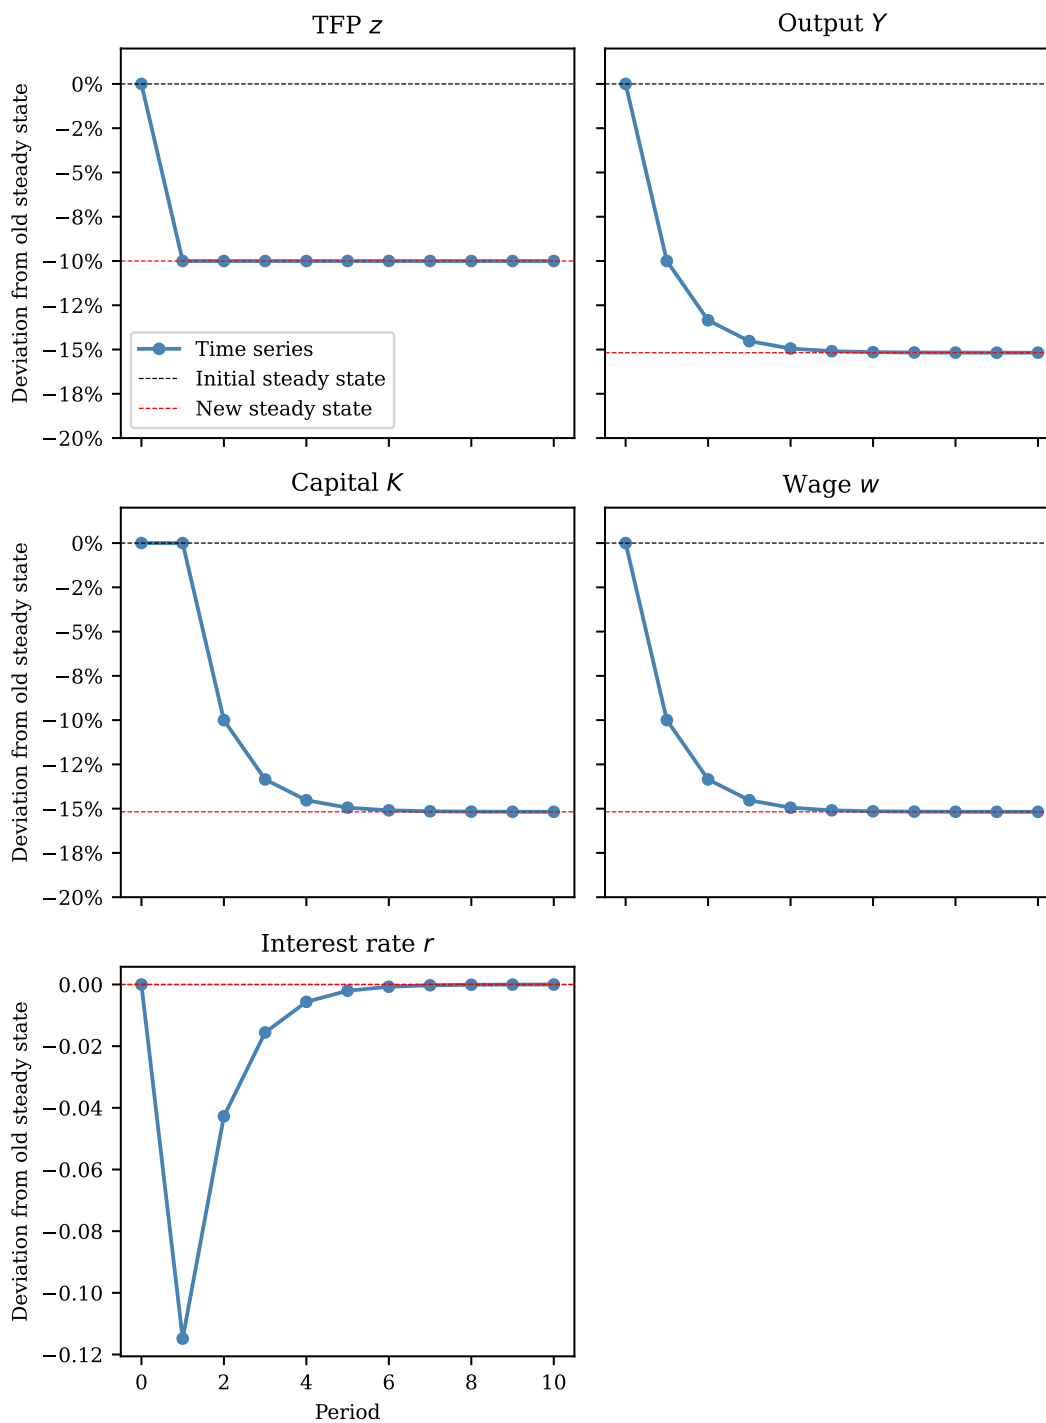 TFP z
Output Y
Deviation from old steady state
0%
−2%
−5%
−8%
−10%
−12%
−15%
−18%
−20%
Time series
Initial steady state
New steady state
Capital K
Wage w
Deviation from old steady state
0%
−2%
−5%
−8%
−10%
−12%
−15%
−18%
−20%
Interest rate r
Deviation from old steady state
0.00
−0.02
−0.04
−0.06
−0.08
−0.10
−0.12
0 2 4 6 8 10
Period